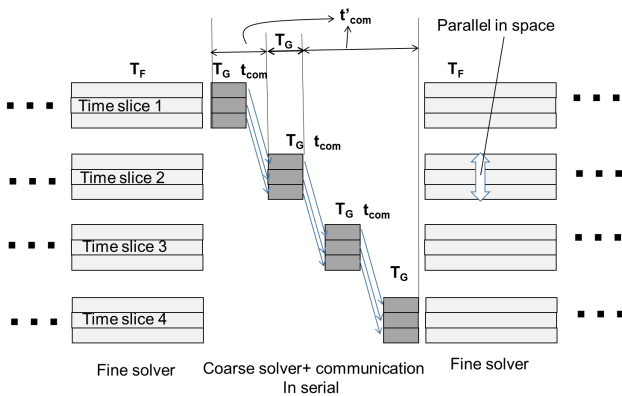 t'com
Parallel in space
TG
TF
TG tcom
TF
Time slice 1
TG tcom
Time slice 2
TG tcom
Time slice 3
TG
Time slice 4
Fine solver
Coarse solver+ communication
In serial
Fine solver